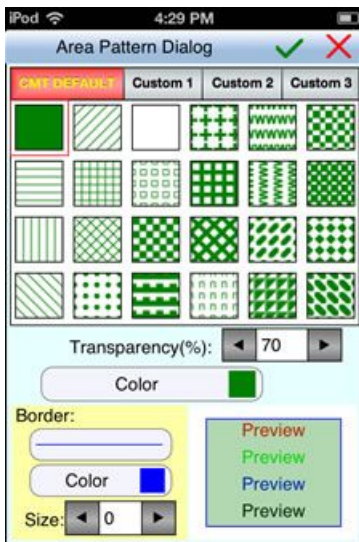 iPod 4:29 PM
Area Pattern Dialog
CMT DEFAULT Custom 1 Custom 2 Custom 3
Transparency(%): 70
Color
Border:
Color
Size: 0
Preview
Preview
Preview
Preview